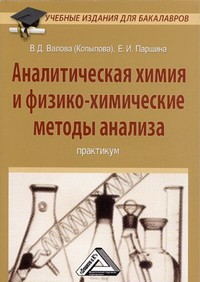 УЧЕБНЫЕ ИЗДАНИЯ ДЛЯ БАКАЛАВРОВ
В.Д. Валова (Копылова), Е. И. Паршина
Аналитическая химия
и физико-химические
методы анализа
практикум